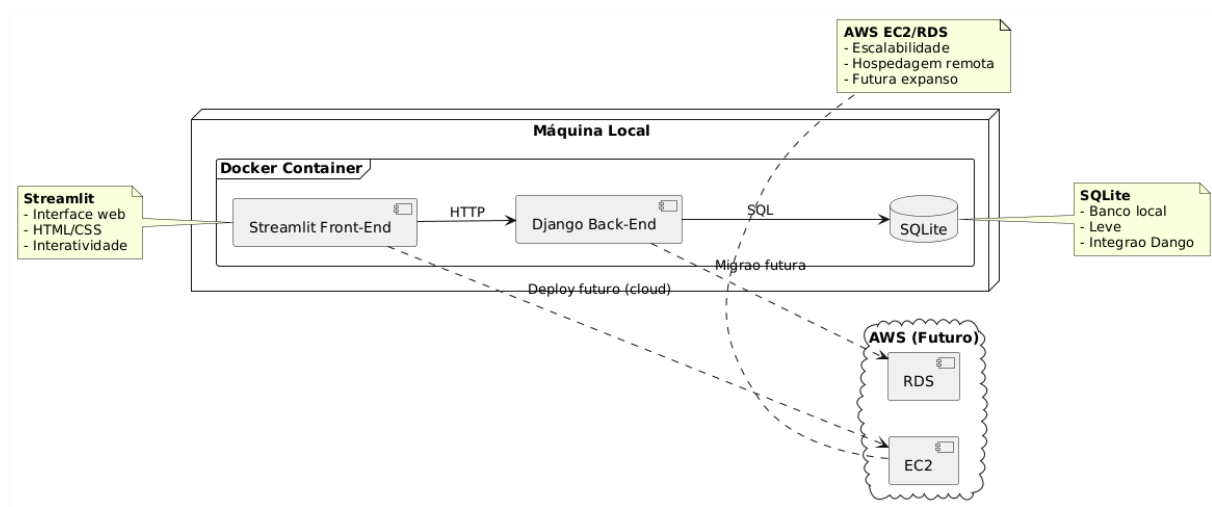 AWS EC2/RDS
- Escalabilidade
- Hospedagem remota
- Futura expanso
Máquina Local
Docker Container
Streamlit
- Interface web
- HTML/CSS
- Interatividade
Streamlit Front-End
HTTP
Django Back-End
SQL
SQLite
SQLite
- Banco local
- Leve
- Integrao Dango
Migrao futura
Deploy futuro (cloud)
AWS (Futuro)
RDS
EC2